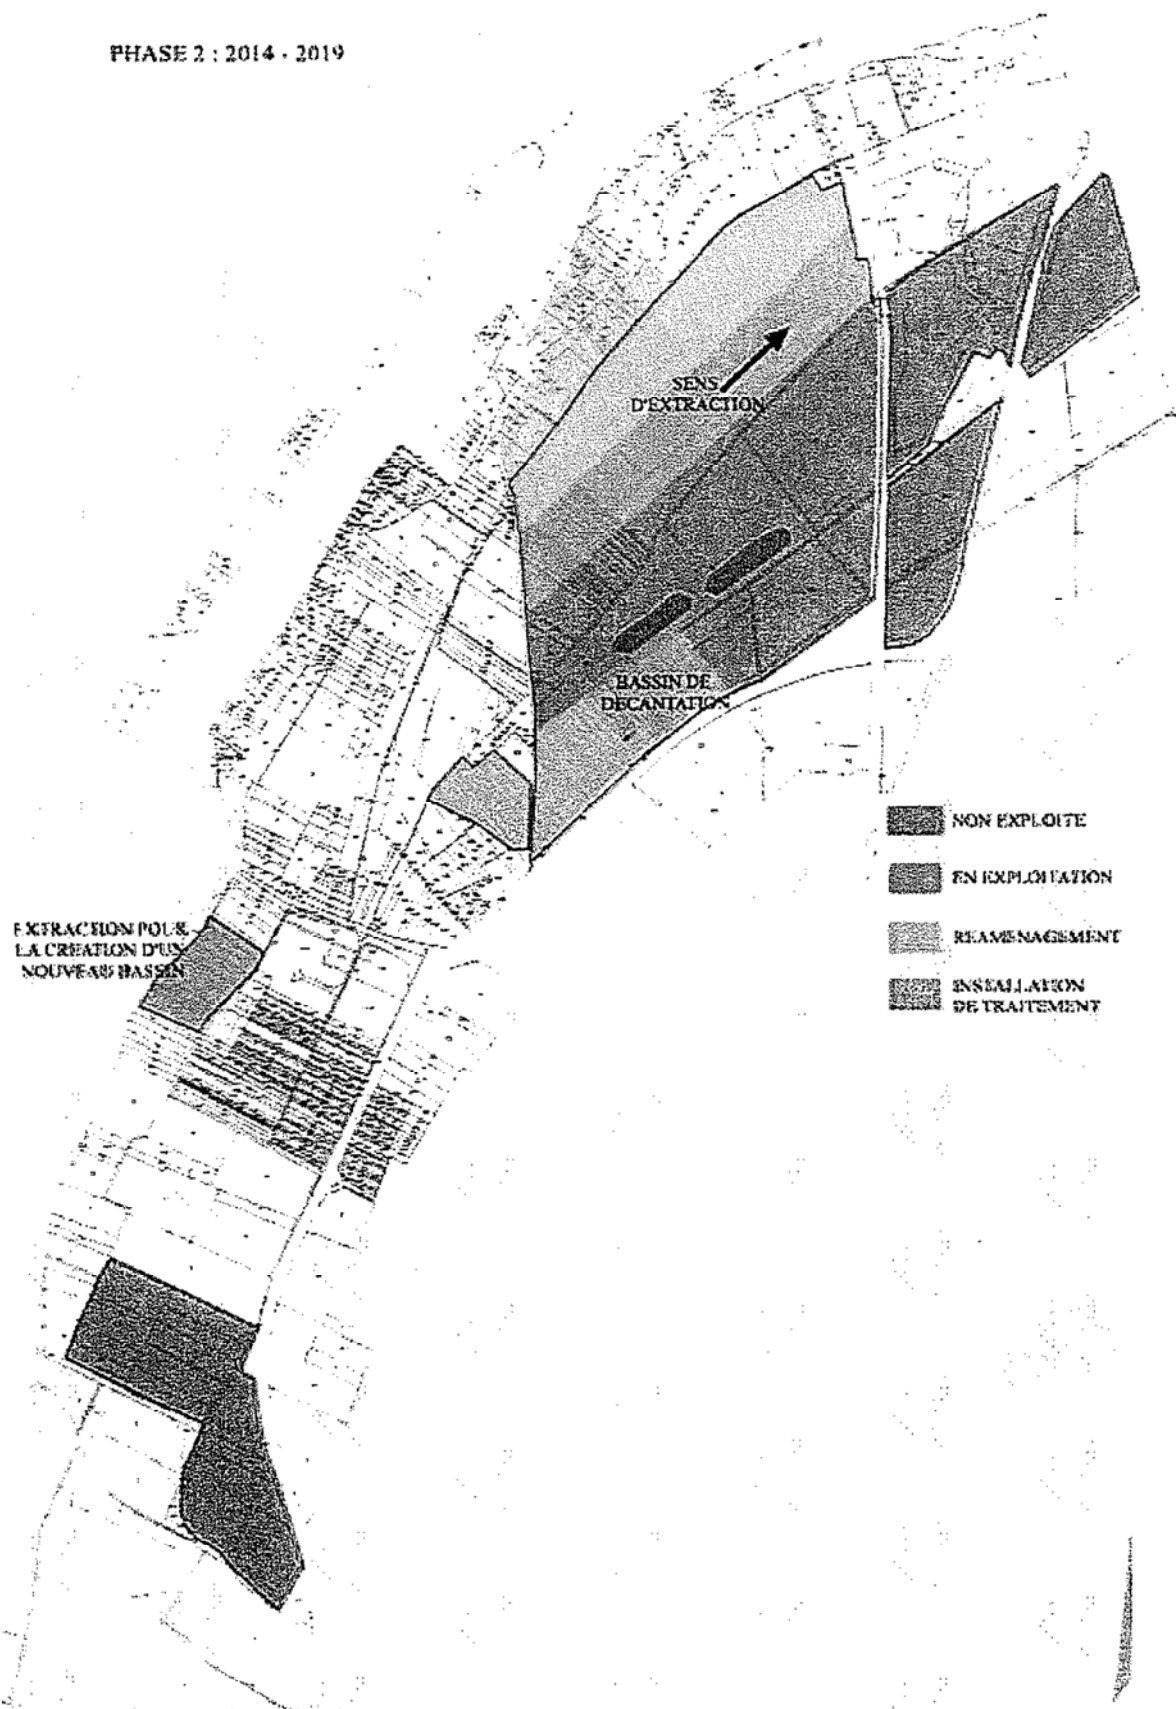 PHASE 2 : 2014 - 2019
SENS
D'EXTRACTION
BASSIN DE
DECANTATION
NON EXPLOITE
EN EXPLOITATION
REAMENAGEMENT
INSTALLATION
DE TRAITEMENT
EXTRACTION POUR
LA CREATION D'UN
NOUVEAU BASSIN